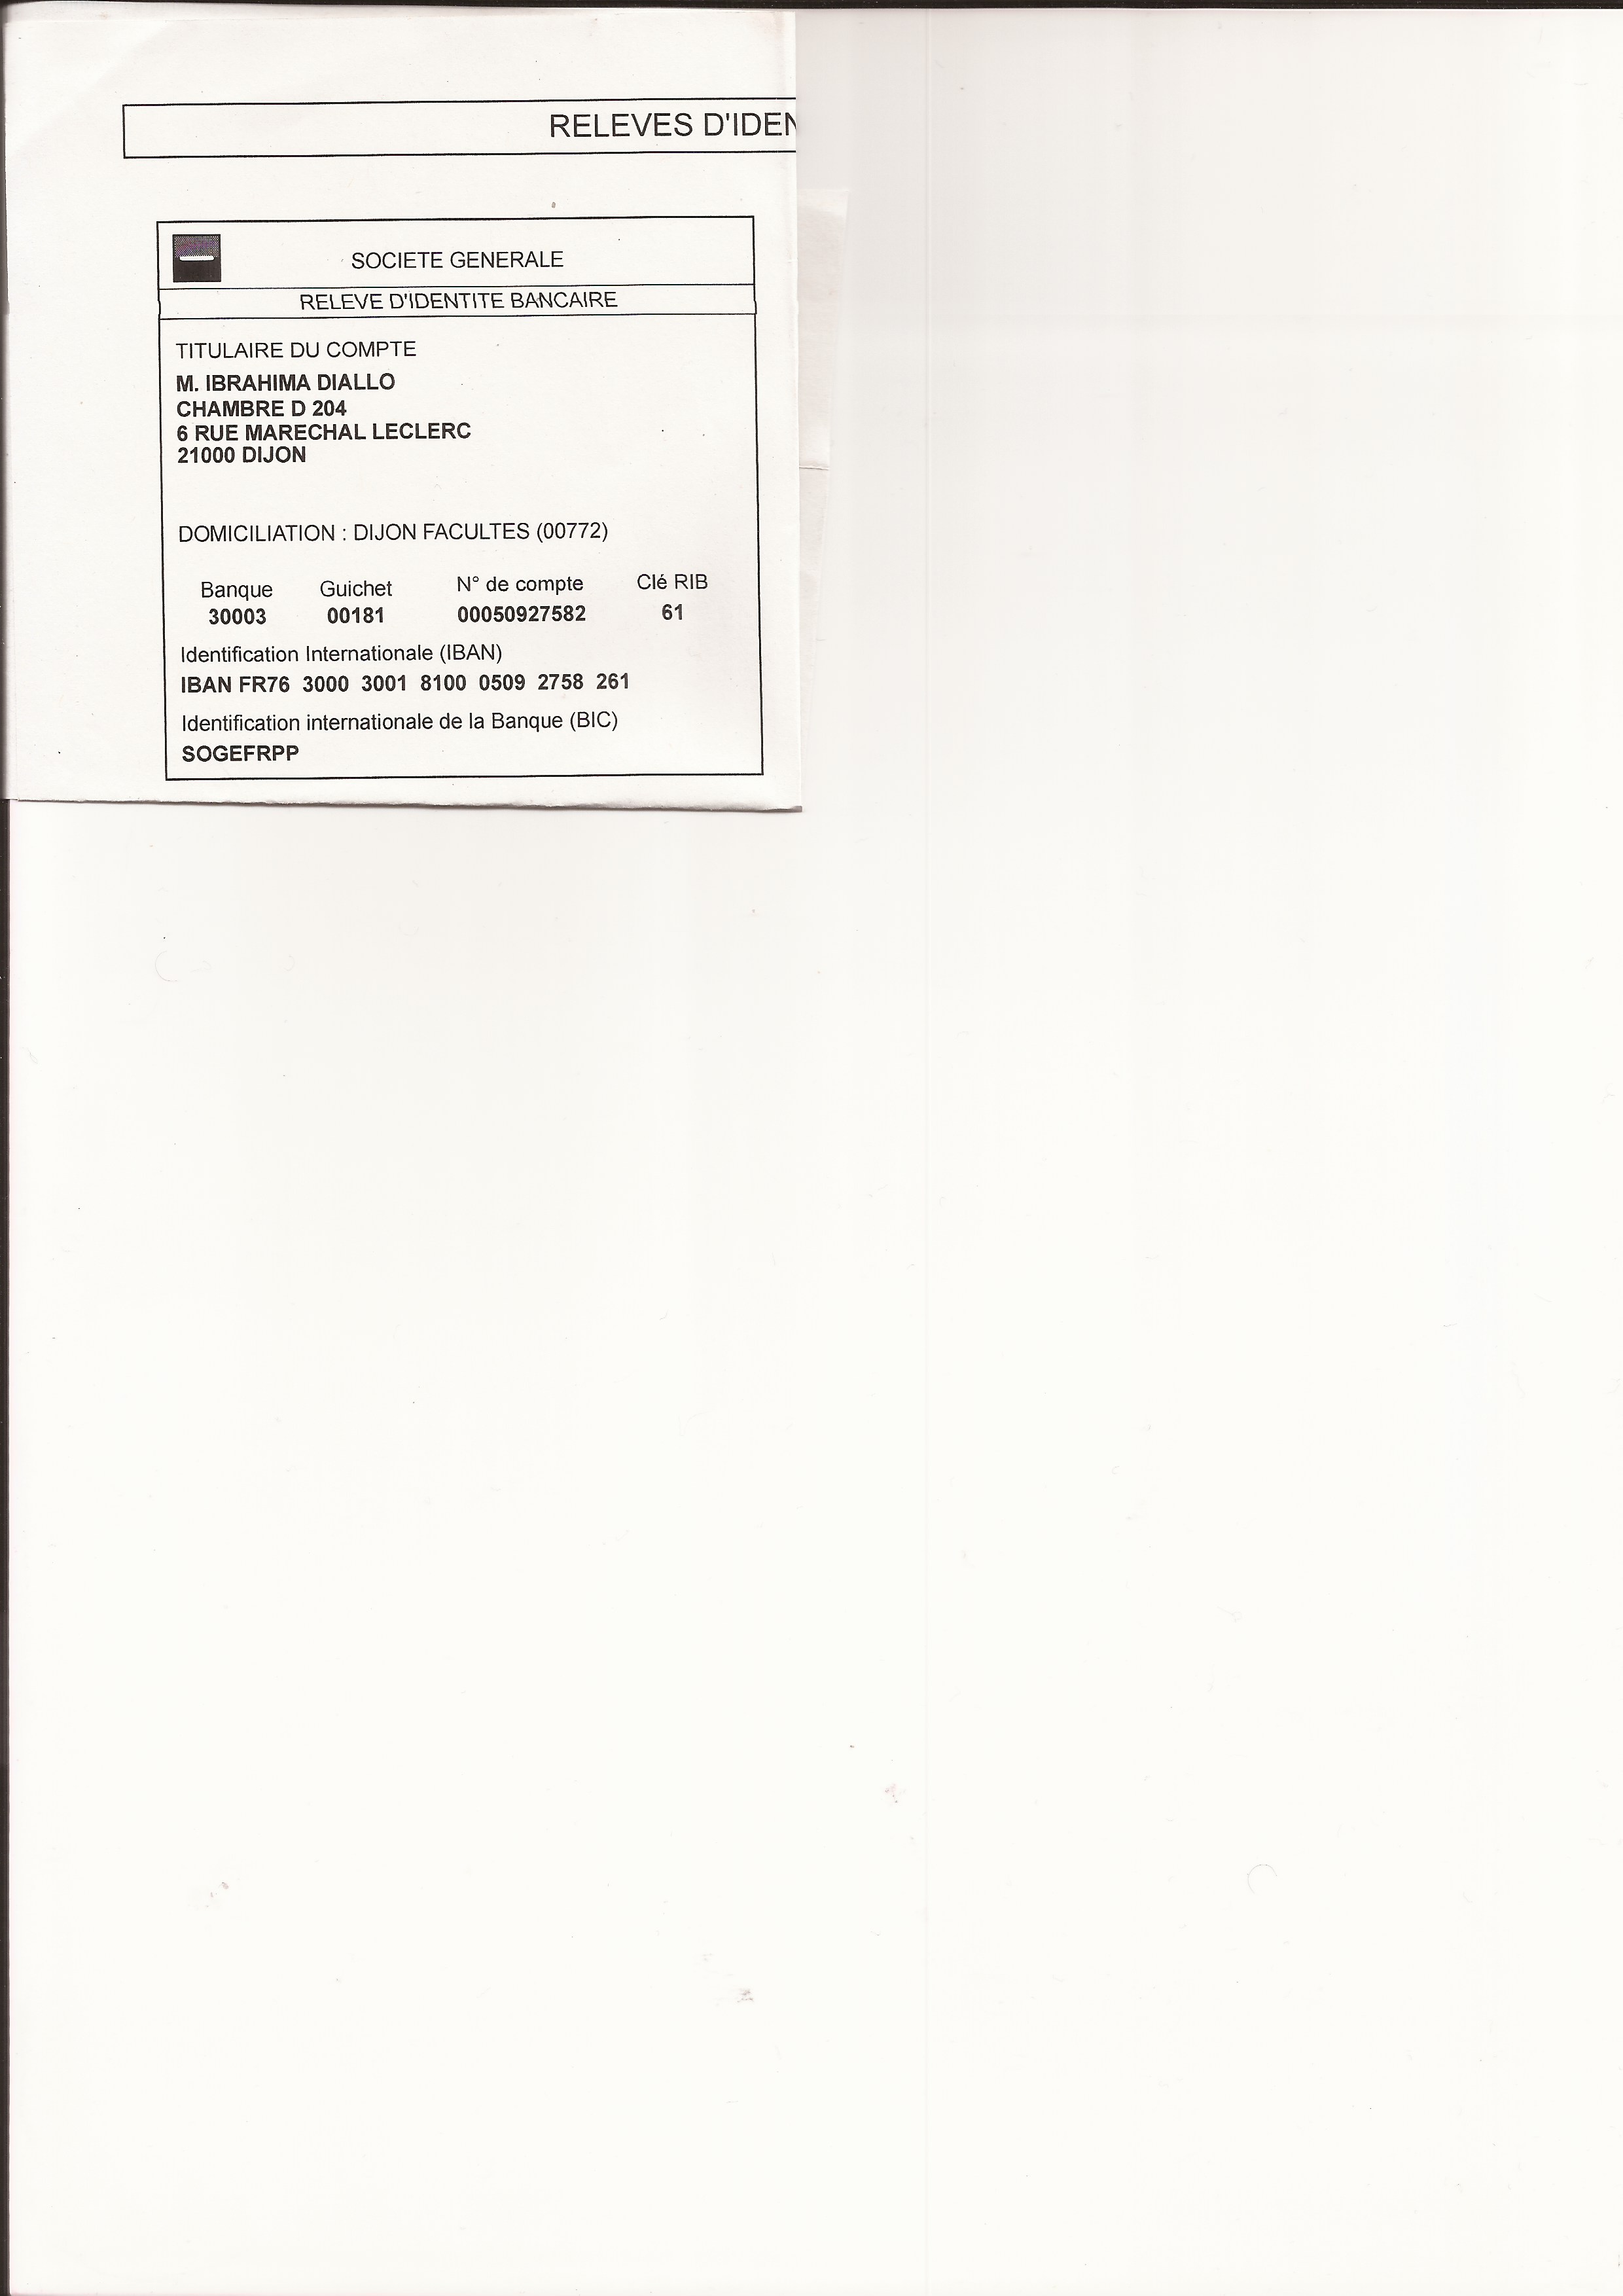 RELEVES D'IDEN
SOCIETE GENERALE
RELEVE D'IDENTITE BANCAIRE
TITULAIRE DU COMPTE
M. IBRAHIMA DIALLO
CHAMBRE D 204
6 RUE MARECHAL LECLERC
21000 DIJON
DOMICILIATION : DIJON FACULTES (00772)
Banque Guichet N° de compte Clé RIB
30003 00181 00050927582 61
Identification Internationale (IBAN)
IBAN FR76 3000 3001 8100 0509 2758 261
Identification internationale de la Banque (BIC)
SOGEFRPP